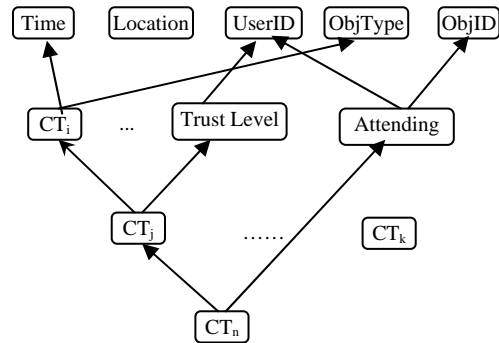 Time Location UserID ObjType ObjID
CTi ... Trust Level Attending
CTj ...... CTk
CTn